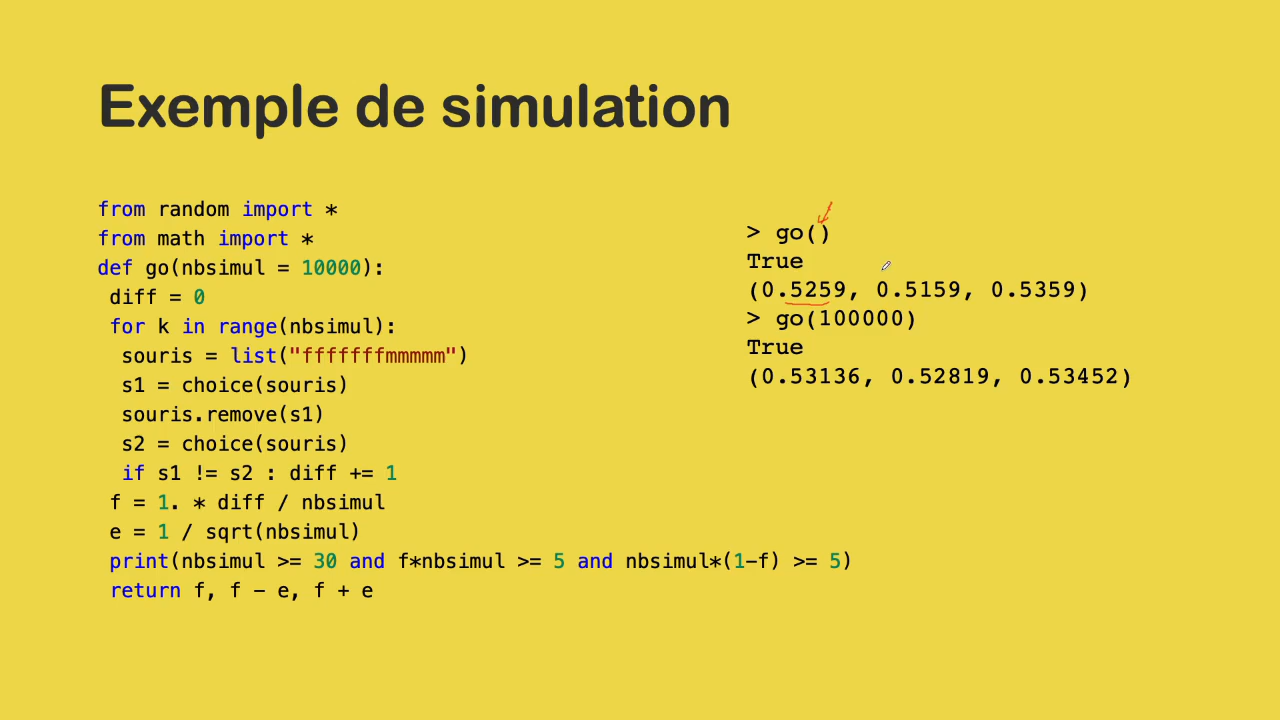 Exemple de simulation
from random import *
from math import *
def go(nbsimul = 10000):
 diff = 0
 for k in range(nbsimul):
  souris = list("fffffffmmmmm")
  s1 = choice(souris)
  souris.remove(s1)
  s2 = choice(souris)
  if s1 != s2 : diff += 1
 f = 1. * diff / nbsimul
 e = 1 / sqrt(nbsimul)
 print(nbsimul >= 30 and f*nbsimul >= 5 and nbsimul*(1-f) >= 5)
 return f, f - e, f + e
> go()
True
(0.5259, 0.5159, 0.5359)
> go(100000)
True
(0.53136, 0.52819, 0.53452)